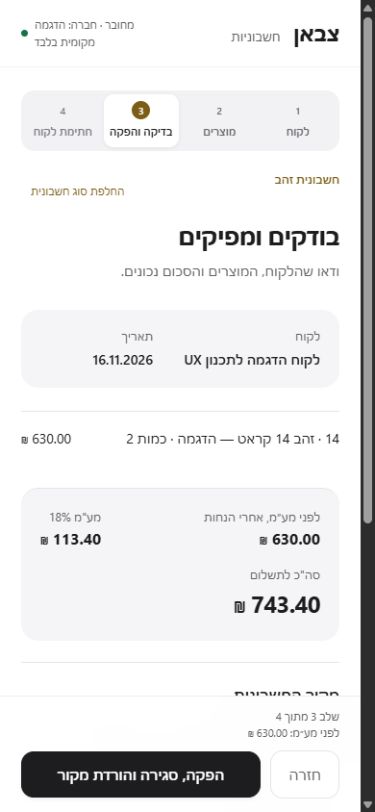 צבאן חשבוניות
מחובר · חברה: הדגמה
מקומית בלבד
1
לקוח
2
מוצרים
3
בדיקה והפקה
4
חתימת לקוח
חשבונית זהב
החלפת סוג חשבונית
בודקים ומפיקים
ודאו שהלקוח, המוצרים והסכום נכונים.
לקוח
לקוח הדגמה לתכנון UX
תאריך
16.11.2026
14 · זהב 14 קראט — הדגמה · כמות 2
630.00 ₪
לפני מע״מ, אחרי הנחות
630.00 ₪
מע"מ 18%
113.40 ₪
סה"כ לתשלום
743.40 ₪
מקור החשבונית
שלב 3 מתוך 4
לפני מע״מ: 630.00 ₪
חזרה
הפקה, סגירה והורדת מקור